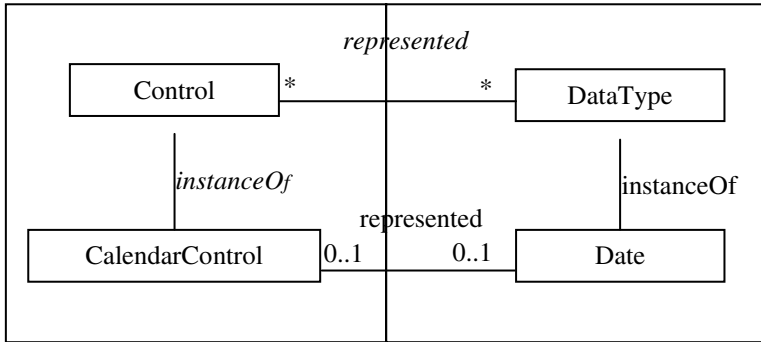 represented
Control * * DataType
instanceOf instanceOf
represented
CalendarControl 0..1 0..1 Date